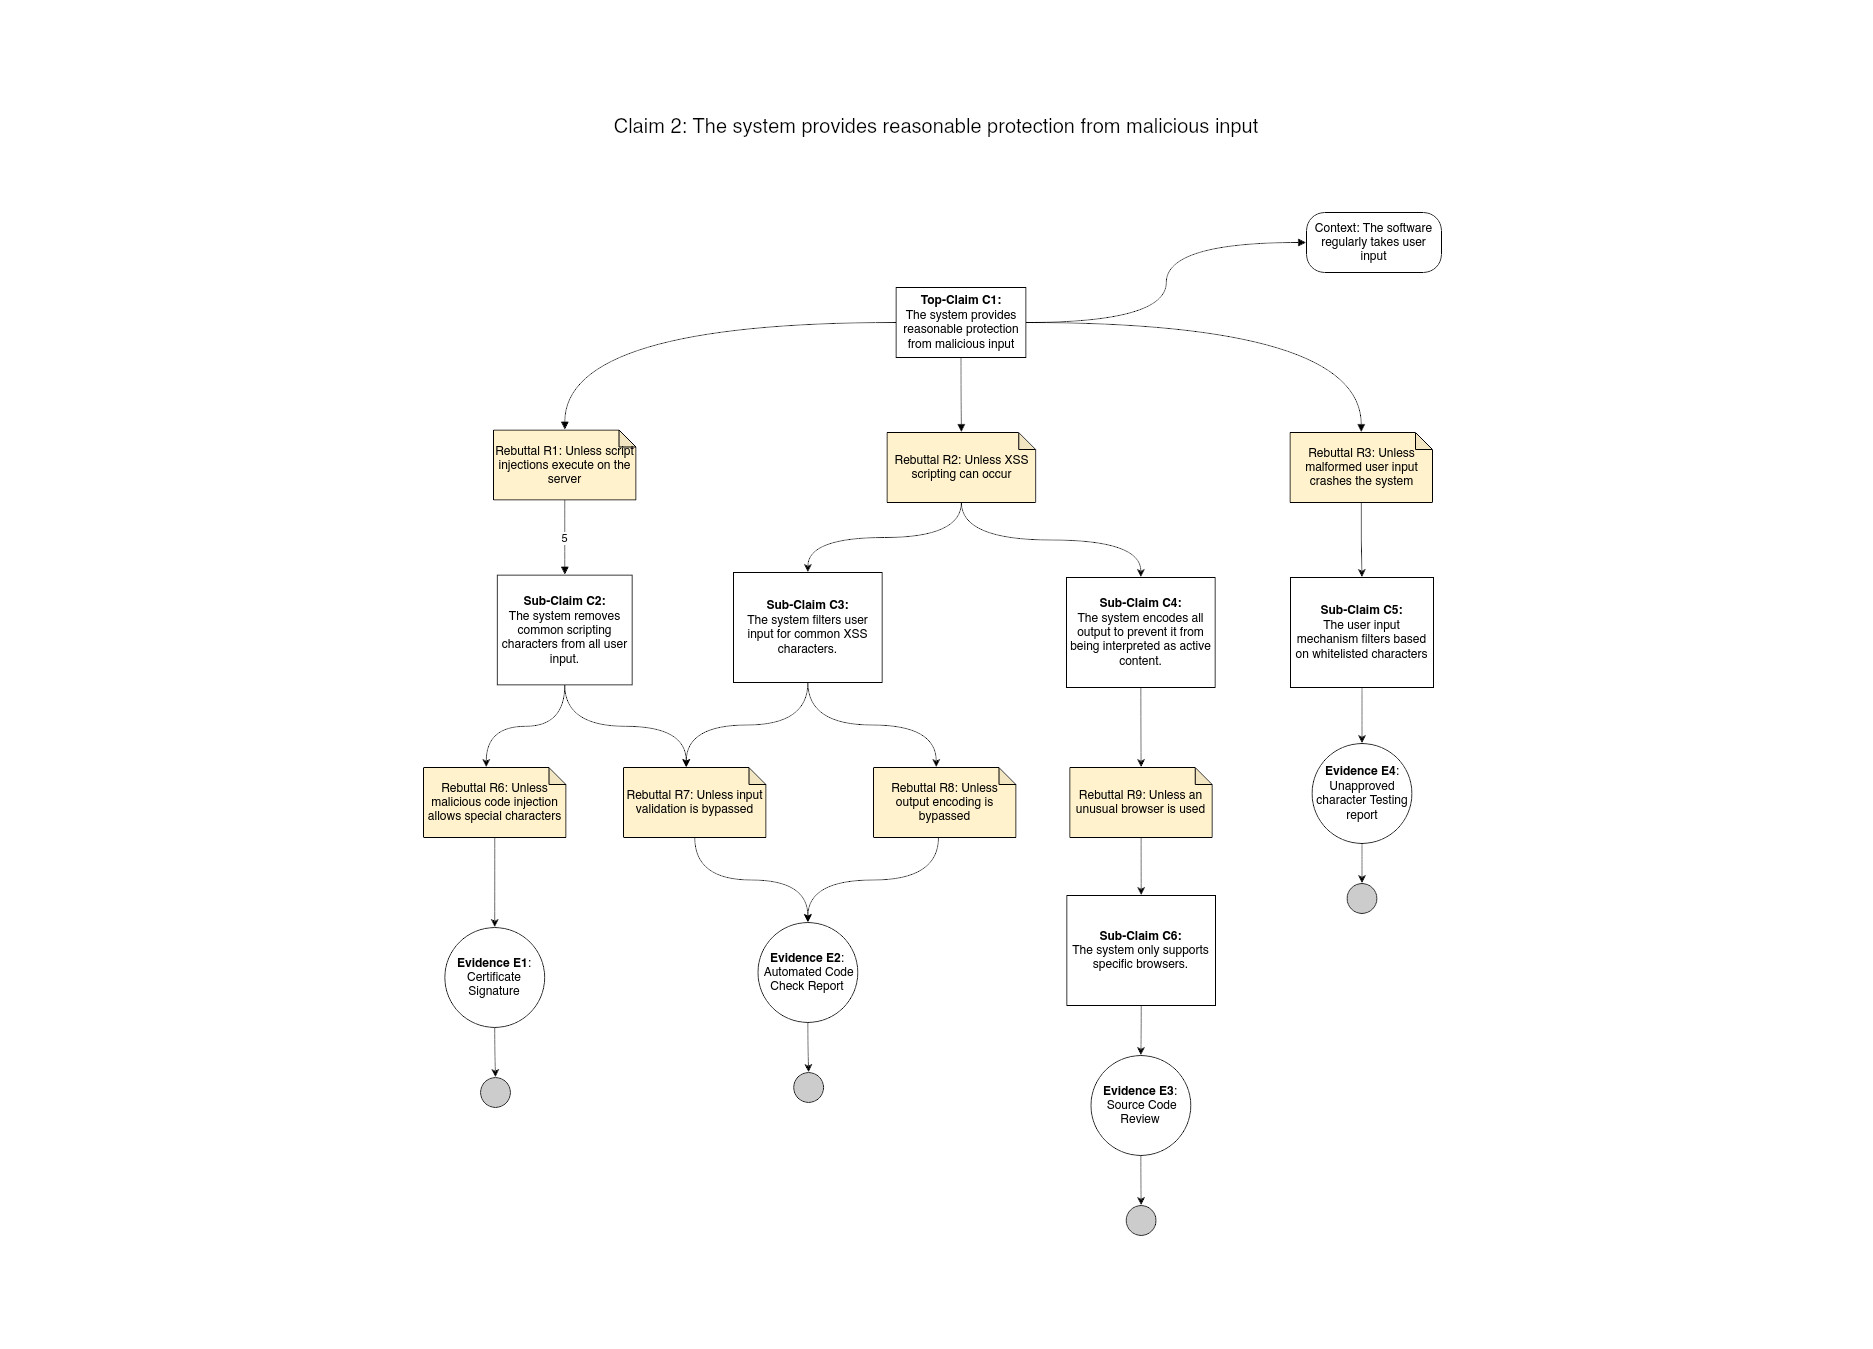 Claim 2: The system provides reasonable protection from malicious input
Context: The software
regularly takes user
input
Top-Claim C1:
The system provides
reasonable protection
from malicious input
Rebuttal R1: Unless script
injections execute on the
server
Rebuttal R2: Unless XSS
scripting can occur
Rebuttal R3: Unless
malformed user input
crashes the system
5
Sub-Claim C2:
The system removes
common scripting
characters from all user
input.
Sub-Claim C3:
The system filters user
input for common XSS
characters.
Sub-Claim C4:
The system encodes all
output to prevent it from
being interpreted as active
content.
Sub-Claim C5:
The user input
mechanism filters based
on whitelisted characters
Rebuttal R6: Unless
malicious code injection
allows special characters
Rebuttal R7: Unless input
validation is bypassed
Rebuttal R8: Unless
output encoding is
bypassed
Rebuttal R9: Unless an
unusual browser is used
Evidence E4:
Unapproved
character Testing
report
Evidence E1:
Certificate
Signature
Evidence E2:
Automated Code
Check Report
Sub-Claim C6:
The system only supports
specific browsers.
Evidence E3:
Source Code
Review